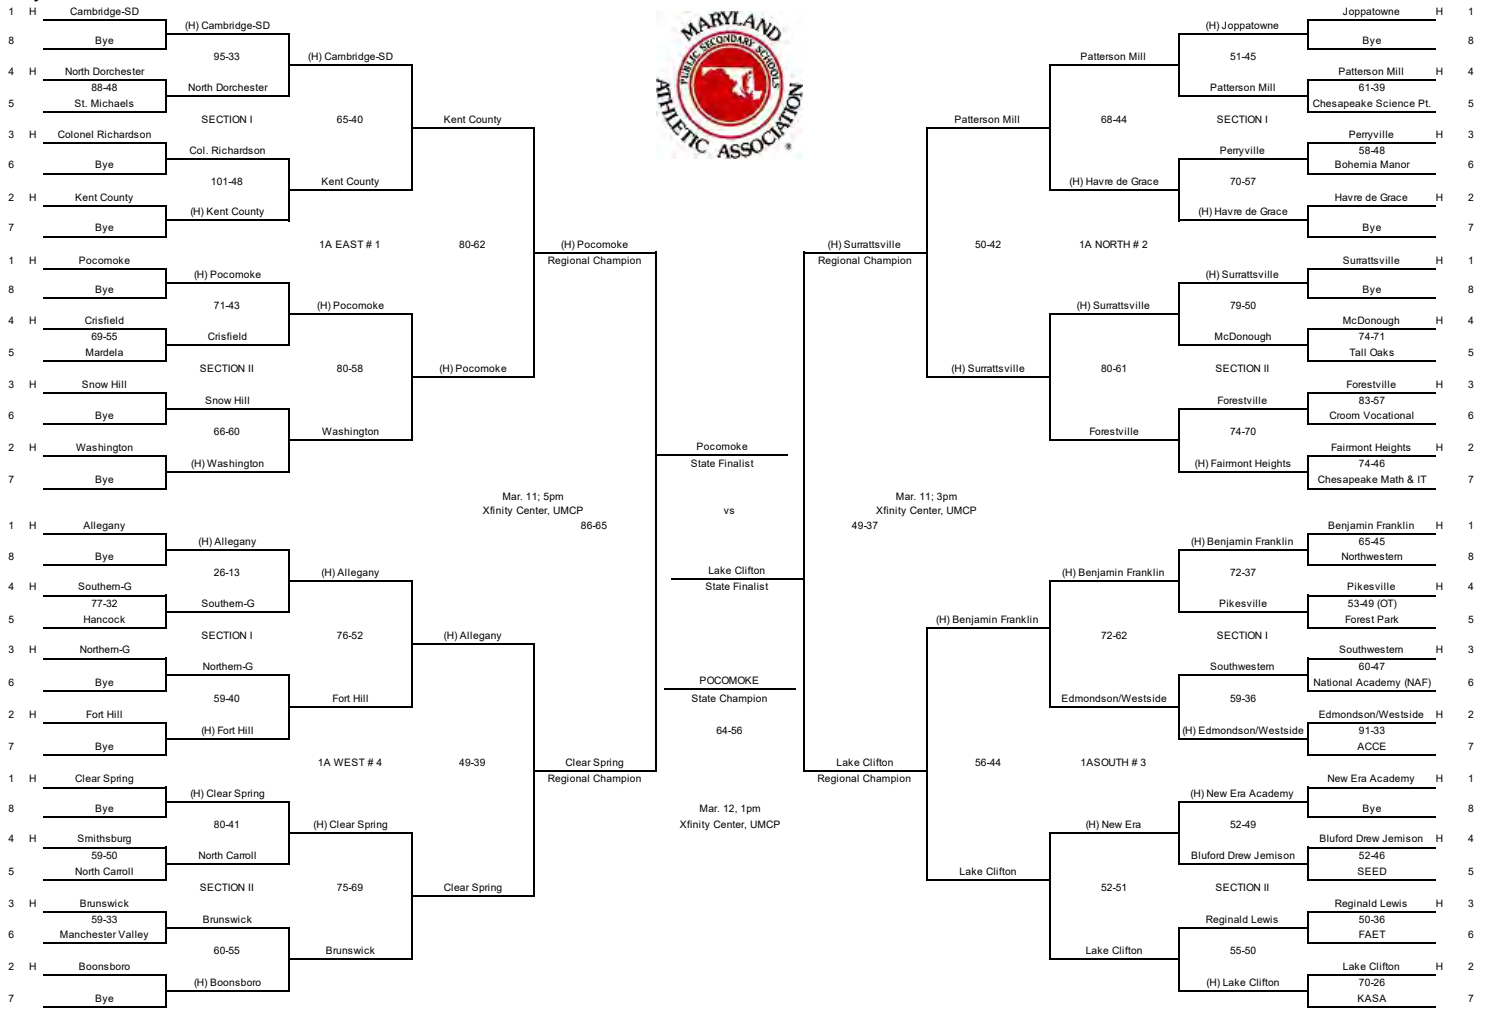 1 H Cambridge-SD
(H) Cambridge-SD
8 Bye
95-33
(H) Cambridge-SD
4 H North Dorchester
88-48
North Dorchester
5 St. Michaels
SECTION I
65-40
Kent County
3 H Colonel Richardson
Col. Richardson
6 Bye
101-48
Kent County
2 H Kent County
(H) Kent County
7 Bye
1A EAST # 1
80-62
(H) Pocomoke
Regional Champion
1 H Pocomoke
(H) Pocomoke
8 Bye
71-43
(H) Pocomoke
4 H Crisfield
69-55
Crisfield
5 Mardela
SECTION II
80-58
(H) Pocomoke
3 H Snow Hill
Snow Hill
6 Bye
66-60
Washington
2 H Washington
(H) Washington
7 Bye
Mar. 11; 5pm
Xfinity Center, UMCP
86-65
1 H Allegany
(H) Allegany
8 Bye
26-13
(H) Allegany
4 H Southern-G
77-32
Southern-G
5 Hancock
SECTION I
76-52
(H) Allegany
3 H Northern-G
Northern-G
6 Bye
59-40
Fort Hill
2 H Fort Hill
(H) Fort Hill
7 Bye
1A WEST # 4
49-39
Clear Spring
Regional Champion
1 H Clear Spring
(H) Clear Spring
8 Bye
80-41
(H) Clear Spring
4 H Smithsburg
59-50
North Carroll
5 North Carroll
SECTION II
75-69
Clear Spring
3 H Brunswick
59-33
Brunswick
6 Manchester Valley
60-55
Brunswick
2 H Boonsboro
(H) Boonsboro
7 Bye
MARYLAND
PUBLIC SECONDARY SCHOOLS
ATHLETIC ASSOCIATION
®
Pocomoke
State Finalist
vs
Lake Clifton
State Finalist
POCOMOKE
State Champion
64-56
Mar. 12, 1pm
Xfinity Center, UMCP
Joppatowne H 1
(H) Joppatowne
Bye 8
51-45
Patterson Mill
Patterson Mill H 4
61-39
Patterson Mill
Chesapeake Science Pt. 5
SECTION I
68-44
Patterson Mill
Perryville H 3
58-48
Perryville
Bohemia Manor 6
70-57
(H) Havre de Grace
Havre de Grace H 2
(H) Havre de Grace
Bye 7
1A NORTH # 2
50-42
(H) Surrattsville
Regional Champion
Surrattsville H 1
(H) Surrattsville
Bye 8
79-50
(H) Surrattsville
McDonough H 4
74-71
McDonough
Tall Oaks 5
SECTION II
80-61
(H) Surrattsville
Forestville H 3
83-57
Forestville
Croom Vocational 6
74-70
Forestville
Fairmont Heights H 2
74-46
(H) Fairmont Heights
Chesapeake Math & IT 7
Mar. 11; 3pm
Xfinity Center, UMCP
49-37
Benjamin Franklin H 1
65-45
(H) Benjamin Franklin
Northwestern 8
72-37
(H) Benjamin Franklin
Pikesville H 4
53-49 (OT)
Pikesville
Forest Park 5
SECTION I
72-62
(H) Benjamin Franklin
Southwestern H 3
60-47
Southwestern
National Academy (NAF) 6
59-36
Edmondson/Westside
Edmondson/Westside H 2
91-33
(H) Edmondson/Westside
ACCE 7
1ASOUTH # 3
56-44
Lake Clifton
Regional Champion
New Era Academy H 1
(H) New Era Academy
Bye 8
52-49
(H) New Era
Bluford Drew Jemison H 4
52-46
Bluford Drew Jemison
SEED 5
SECTION II
52-51
Lake Clifton
Reginald Lewis H 3
50-36
Reginald Lewis
FAET 6
55-50
Lake Clifton
Lake Clifton H 2
70-26
(H) Lake Clifton
KASA 7